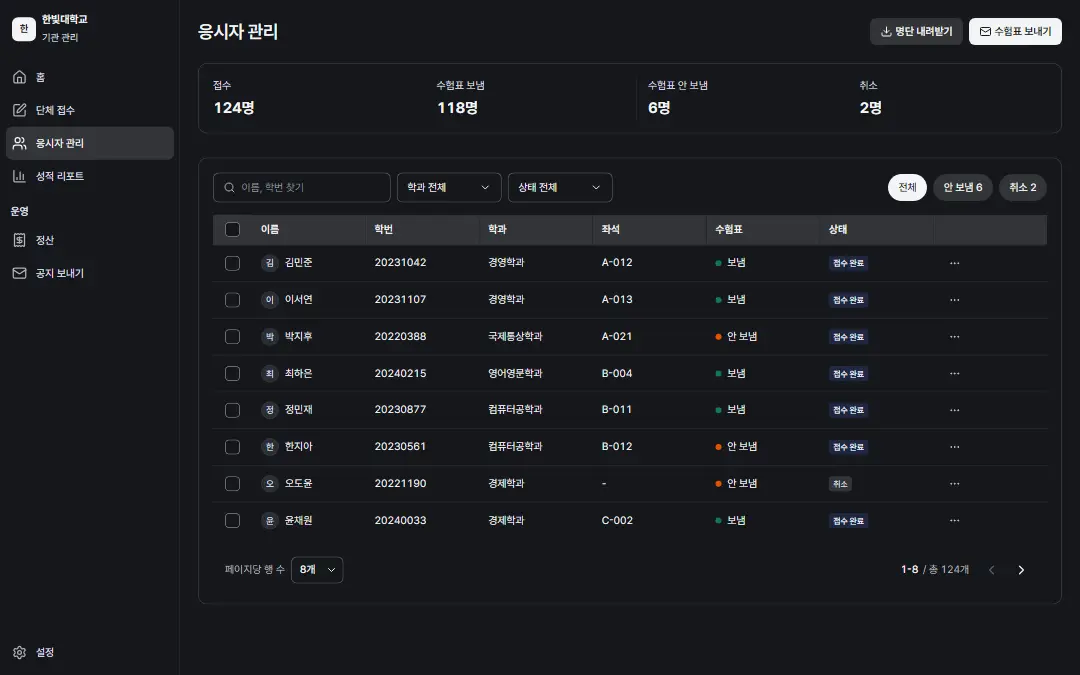 한
한빛대학교
기관 관리
홈
단체 접수
응시자 관리
성적 리포트
운영
정산
공지 보내기
설정
응시자 관리
명단 내려받기
수험표 보내기
접수
124명
수험표 보냄
118명
수험표 안 보냄
6명
취소
2명
이름, 학번 찾기
학과 전체
상태 전체
전체
안 보냄 6
취소 2
이름 학번 학과 좌석 수험표 상태
김 김민준 20231042 경영학과 A-012 보냄 접수 완료 ···
이 이서연 20231107 경영학과 A-013 보냄 접수 완료 ···
박 박지후 20220388 국제통상학과 A-021 안 보냄 접수 완료 ···
최 최하은 20240215 영어영문학과 B-004 보냄 접수 완료 ···
정 정민재 20230877 컴퓨터공학과 B-011 보냄 접수 완료 ···
한 한지아 20230561 컴퓨터공학과 B-012 안 보냄 접수 완료 ···
오 오도윤 20221190 경제학과 - 안 보냄 취소 ···
윤 윤채원 20240033 경제학과 C-002 보냄 접수 완료 ···
페이지당 행 수 8개
1-8 / 총 124개